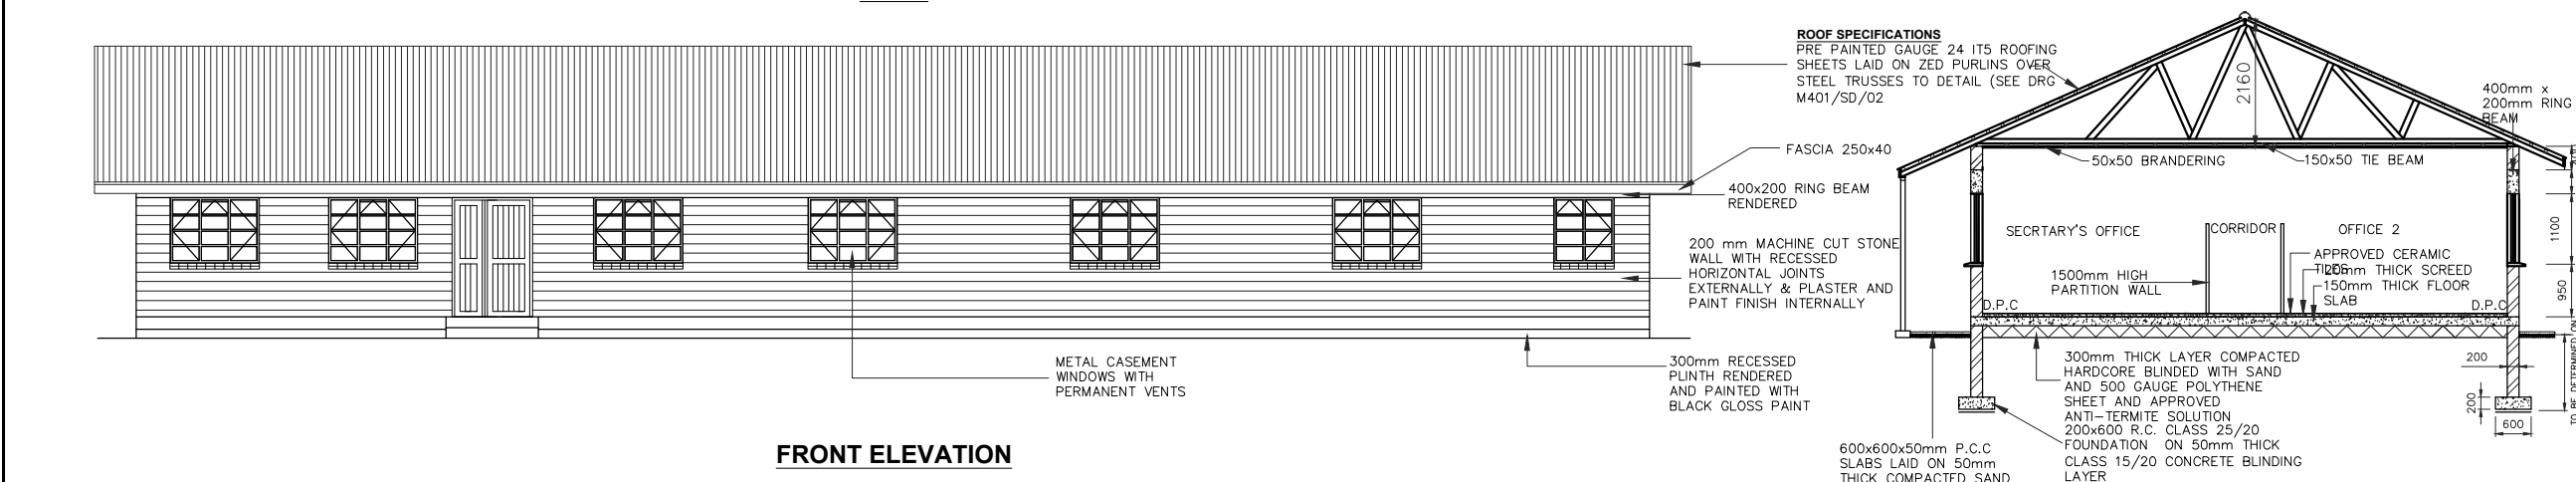 ROOF SPECIFICATIONS
PRE PAINTED GAUGE 24 IT5 ROOFING
SHEETS LAID ON ZED PURLINS OVER
STEEL TRUSSES TO DETAIL (SEE DRG
M401/SD/02
FASCIA 250x40
400x200 RING BEAM
RENDERED
200 mm MACHINE CUT STONE
WALL WITH RECESSED
HORIZONTAL JOINTS
EXTERNALLY & PLASTER AND
PAINT FINISH INTERNALLY
METAL CASEMENT
WINDOWS WITH
PERMANENT VENTS
300mm RECESSED
PLINTH RENDERED
AND PAINTED WITH
BLACK GLOSS PAINT
FRONT ELEVATION
2160
400mm x
200mm RING
BEAM
50x50 BRANDERING
150x50 TIE BEAM
SECRTARY'S OFFICE
CORRIDOR
OFFICE 2
1100
APPROVED CERAMIC
TILES
20mm THICK SCREED
150mm THICK FLOOR
SLAB
1500mm HIGH
PARTITION WALL
950
D.P.C
D.P.C
300mm THICK LAYER COMPACTED
HARDCORE BLINDED WITH SAND
AND 500 GAUGE POLYTHENE
SHEET AND APPROVED
ANTI-TERMITE SOLUTION
200x600 R.C. CLASS 25/20
FOUNDATION ON 50mm THICK
CLASS 15/20 CONCRETE BLINDING
LAYER
200
200
600
TO BE DETERMINED ON
600x600x50mm P.C.C
SLABS LAID ON 50mm
THICK COMPACTED SAND